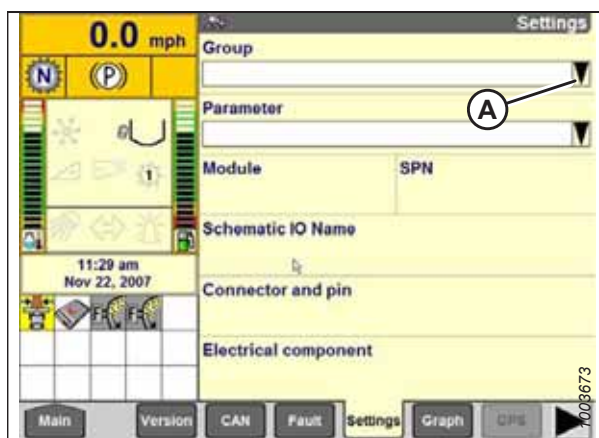 Settings
0.0 mph
N
(P)
Group
A
Parameter
Module
SPN
1
Schematic IO Name
11:29 am
Nov 22, 2007
Connector and pin
Electrical component
Main
Version
CAN
Fault
Settings
Graph
GPS
1003673